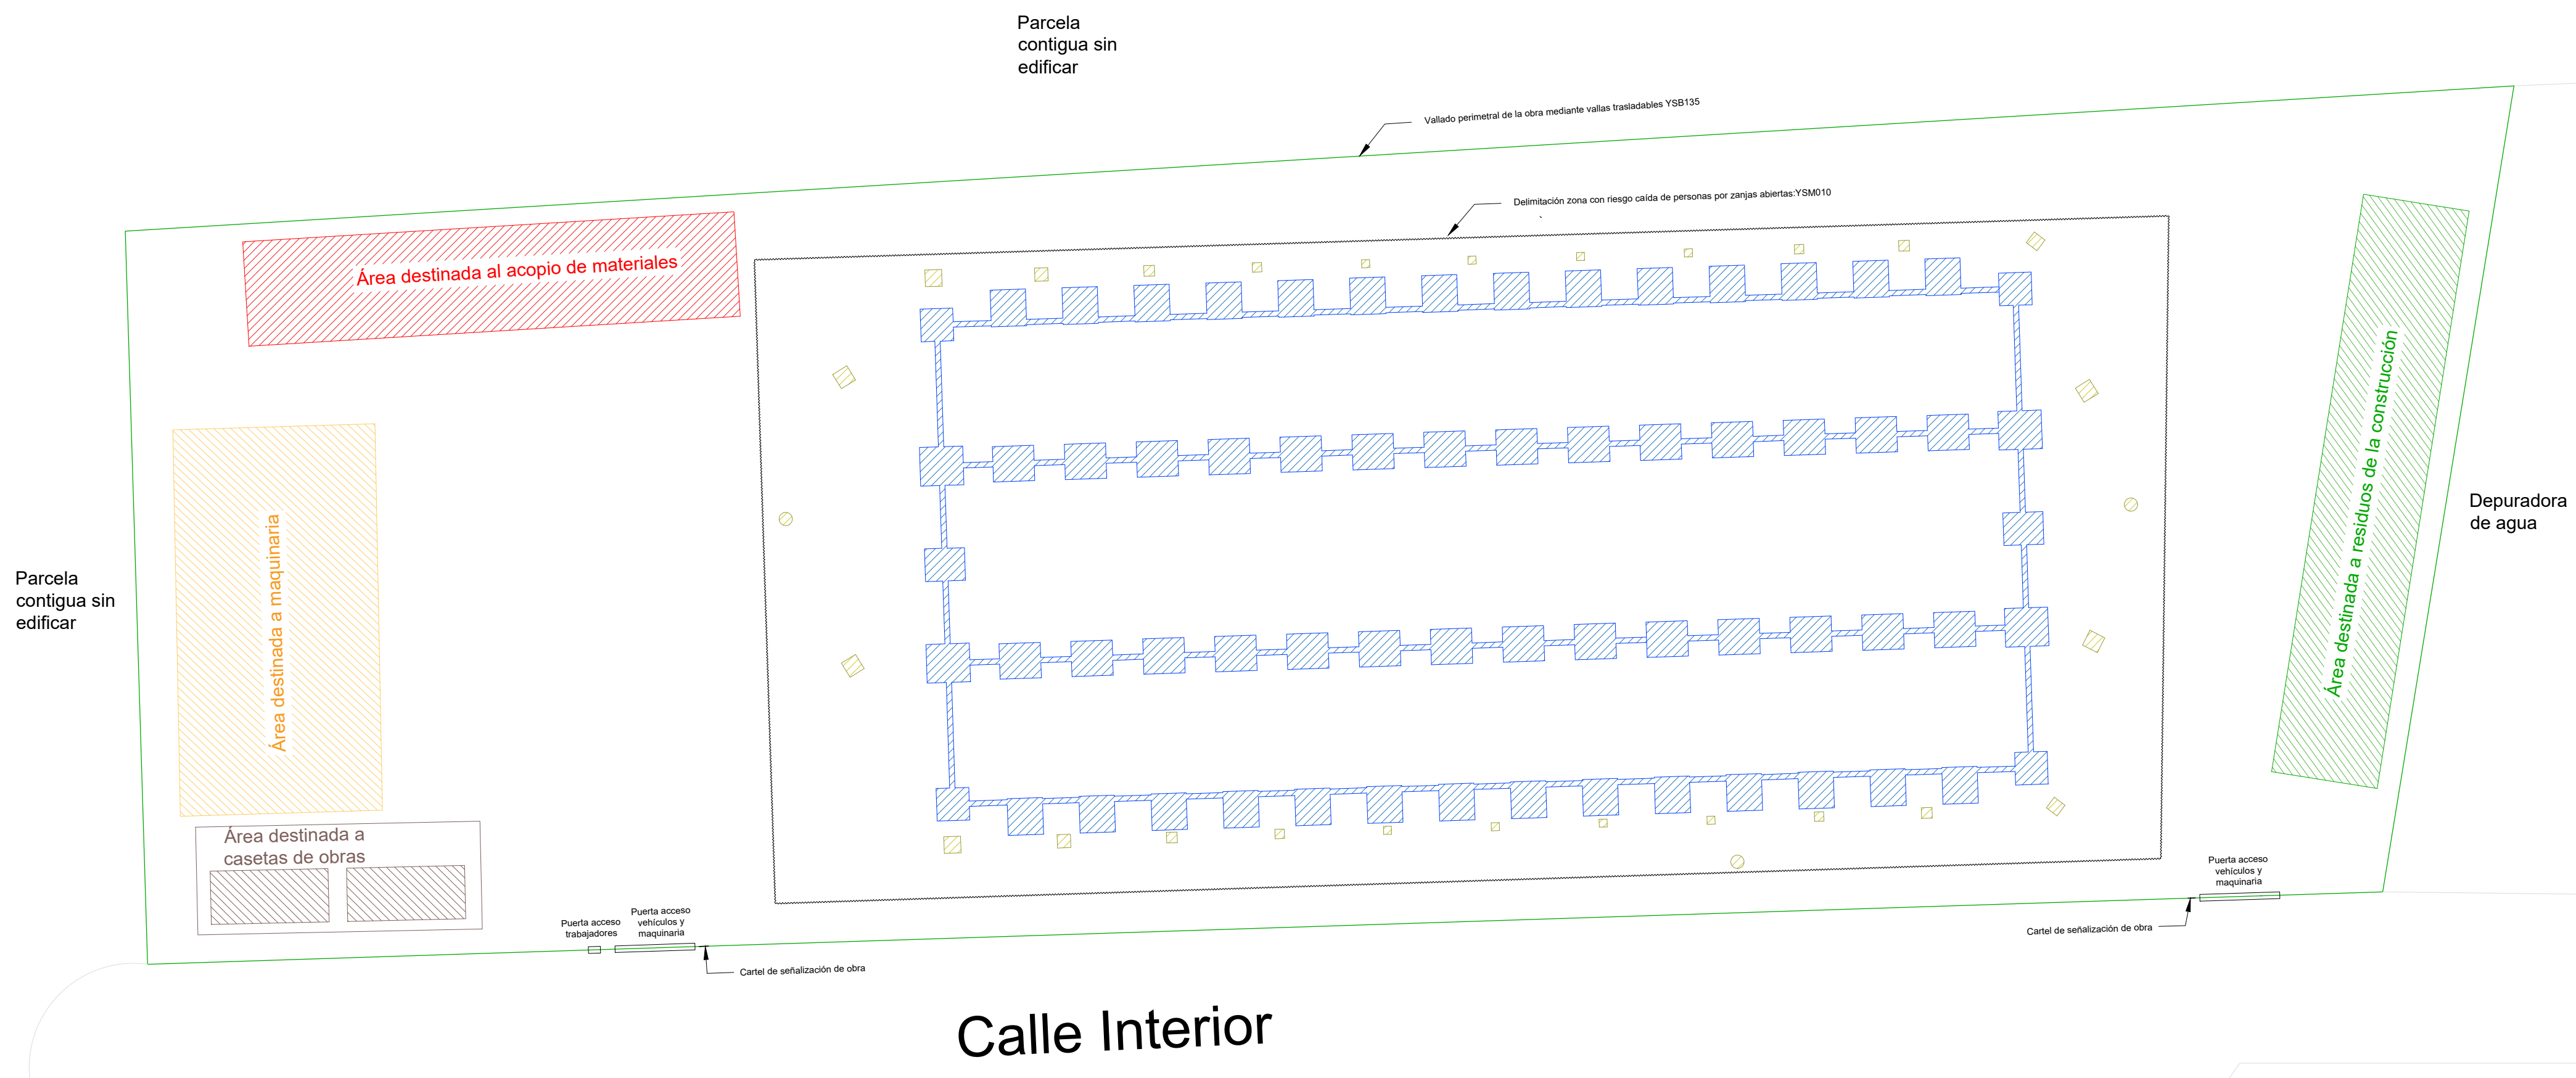 Parcela
contigua sin
edificar
Vallado perimetral de la obra mediante vallas trasladables YSB135
Delimitación zona con riesgo caída de personas por zanjas abiertas:YSM010
Área destinada al acopio de materiales
Área destinada a maquinaria
Área destinada a residuos de la construcción
Depuradora
de agua
Parcela
contigua sin
edificar
Área destinada a
casetas de obras
Puerta acceso
trabajadores
Puerta acceso
vehículos y
maquinaria
Cartel de señalización de obra
Puerta acceso
vehículos y
maquinaria
Cartel de señalización de obra
Calle Interior